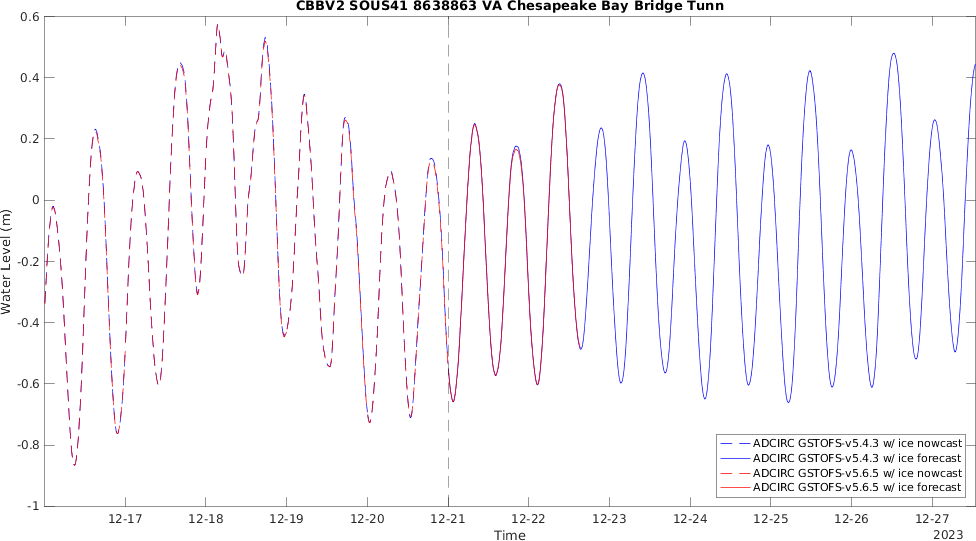 CBBV2 SOUS41 8638863 VA Chesapeake Bay Bridge Tunn
0.6
0.4
0.2
0
-0.2
-0.4
-0.6
-0.8
-1
Water Level (m)
ADCIRC GSTOFS-v5.4.3 w/ ice nowcast
ADCIRC GSTOFS-v5.4.3 w/ ice forecast
ADCIRC GSTOFS-v5.6.5 w/ ice nowcast
ADCIRC GSTOFS-v5.6.5 w/ ice forecast
12-17 12-18 12-19 12-20 12-21 12-22 12-23 12-24 12-25 12-26 12-27
Time
2023